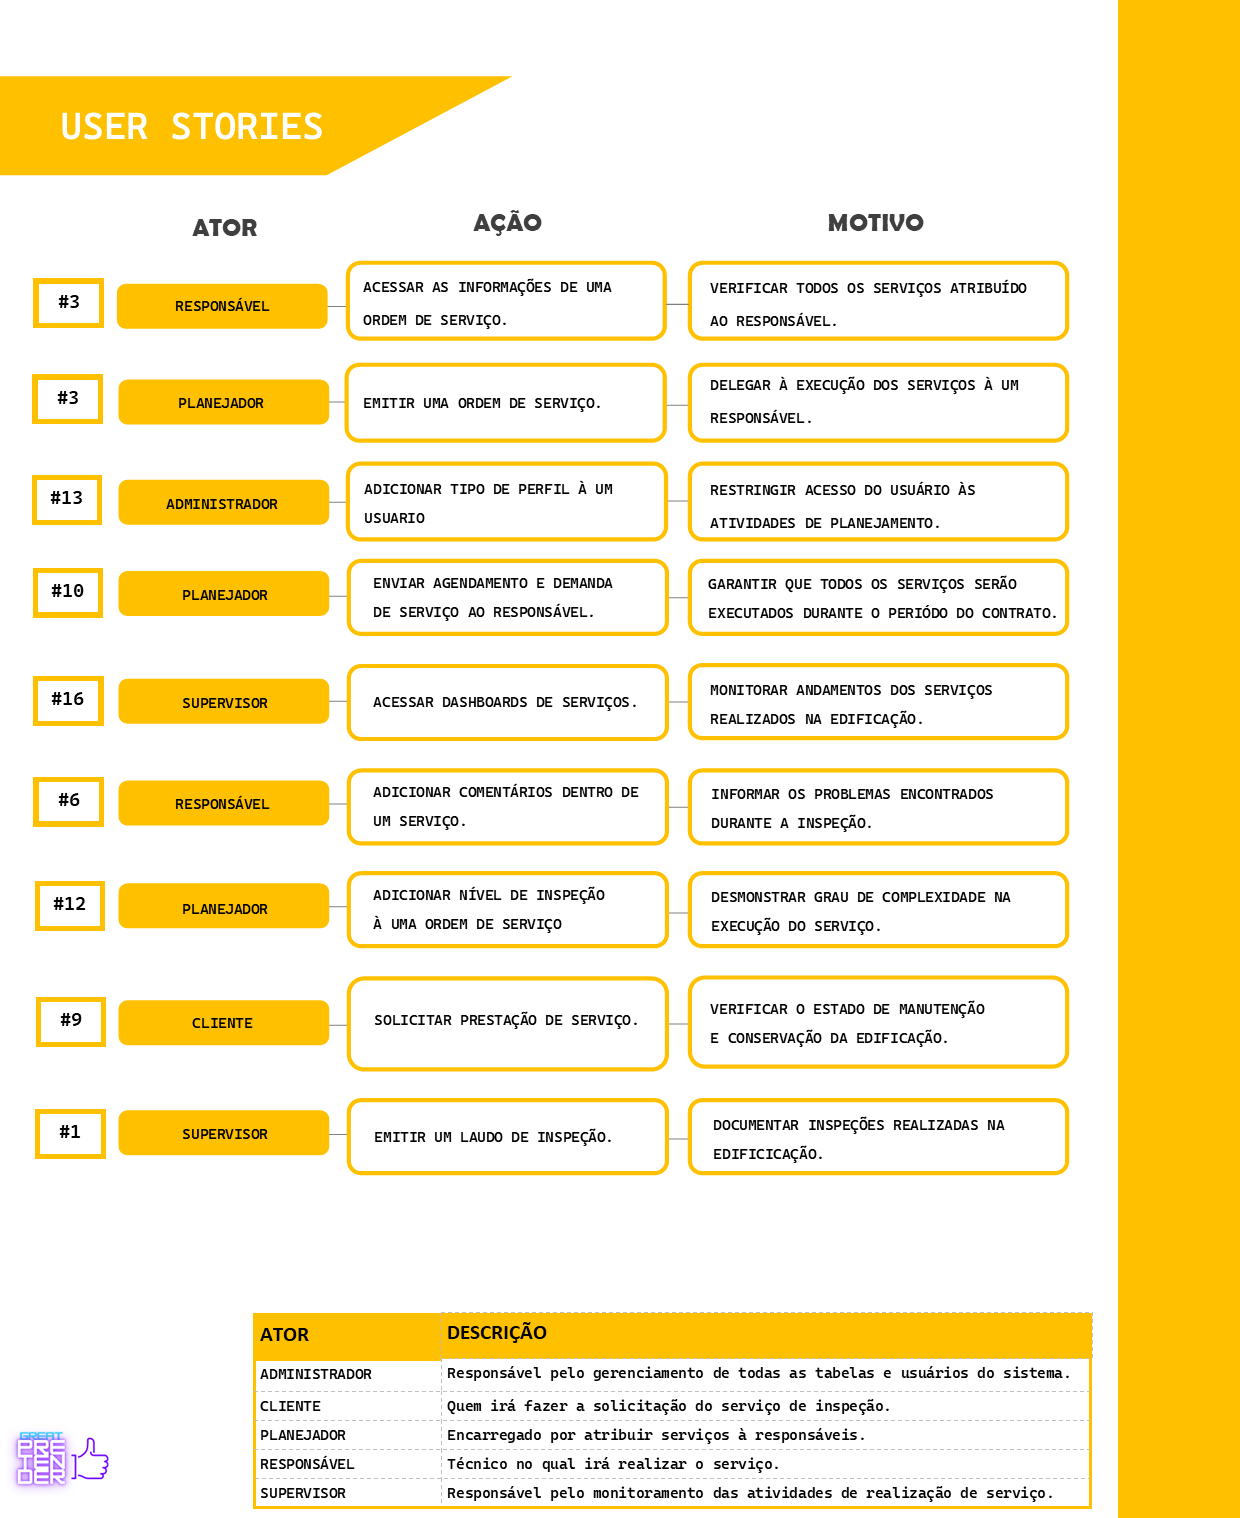 USER STORIES
ATOR
AÇÃO
MOTIVO
#3
RESPONSÁVEL
ACESSAR AS INFORMAÇÕES DE UMA
ORDEM DE SERVIÇO.
VERIFICAR TODOS OS SERVIÇOS ATRIBUÍDO
AO RESPONSÁVEL.
#3
PLANEJADOR
EMITIR UMA ORDEM DE SERVIÇO.
DELEGAR À EXECUÇÃO DOS SERVIÇOS À UM
RESPONSÁVEL.
#13
ADMINISTRADOR
ADICIONAR TIPO DE PERFIL À UM
USUARIO
RESTRINGIR ACESSO DO USUÁRIO ÀS
ATIVIDADES DE PLANEJAMENTO.
#10
PLANEJADOR
ENVIAR AGENDAMENTO E DEMANDA
DE SERVIÇO AO RESPONSÁVEL.
GARANTIR QUE TODOS OS SERVIÇOS SERÃO
EXECUTADOS DURANTE O PERIÓDO DO CONTRATO.
#16
SUPERVISOR
ACESSAR DASHBOARDS DE SERVIÇOS.
MONITORAR ANDAMENTOS DOS SERVIÇOS
REALIZADOS NA EDIFICAÇÃO.
#6
RESPONSÁVEL
ADICIONAR COMENTÁRIOS DENTRO DE
UM SERVIÇO.
INFORMAR OS PROBLEMAS ENCONTRADOS
DURANTE A INSPEÇÃO.
#12
PLANEJADOR
ADICIONAR NÍVEL DE INSPEÇÃO
À UMA ORDEM DE SERVIÇO
DESMONSTRAR GRAU DE COMPLEXIDADE NA
EXECUÇÃO DO SERVIÇO.
#9
CLIENTE
SOLICITAR PRESTAÇÃO DE SERVIÇO.
VERIFICAR O ESTADO DE MANUTENÇÃO
E CONSERVAÇÃO DA EDIFICAÇÃO.
#1
SUPERVISOR
EMITIR UM LAUDO DE INSPEÇÃO.
DOCUMENTAR INSPEÇÕES REALIZADAS NA
EDIFICICAÇÃO.
ATOR
DESCRIÇÃO
ADMINISTRADOR
Responsável pelo gerenciamento de todas as tabelas e usuários do sistema.
CLIENTE
Quem irá fazer a solicitação do serviço de inspeção.
PLANEJADOR
Encarregado por atribuir serviços à responsáveis.
RESPONSÁVEL
Técnico no qual irá realizar o serviço.
SUPERVISOR
Responsável pelo monitoramento das atividades de realização de serviço.
GREAT
PRE
TEN
DER